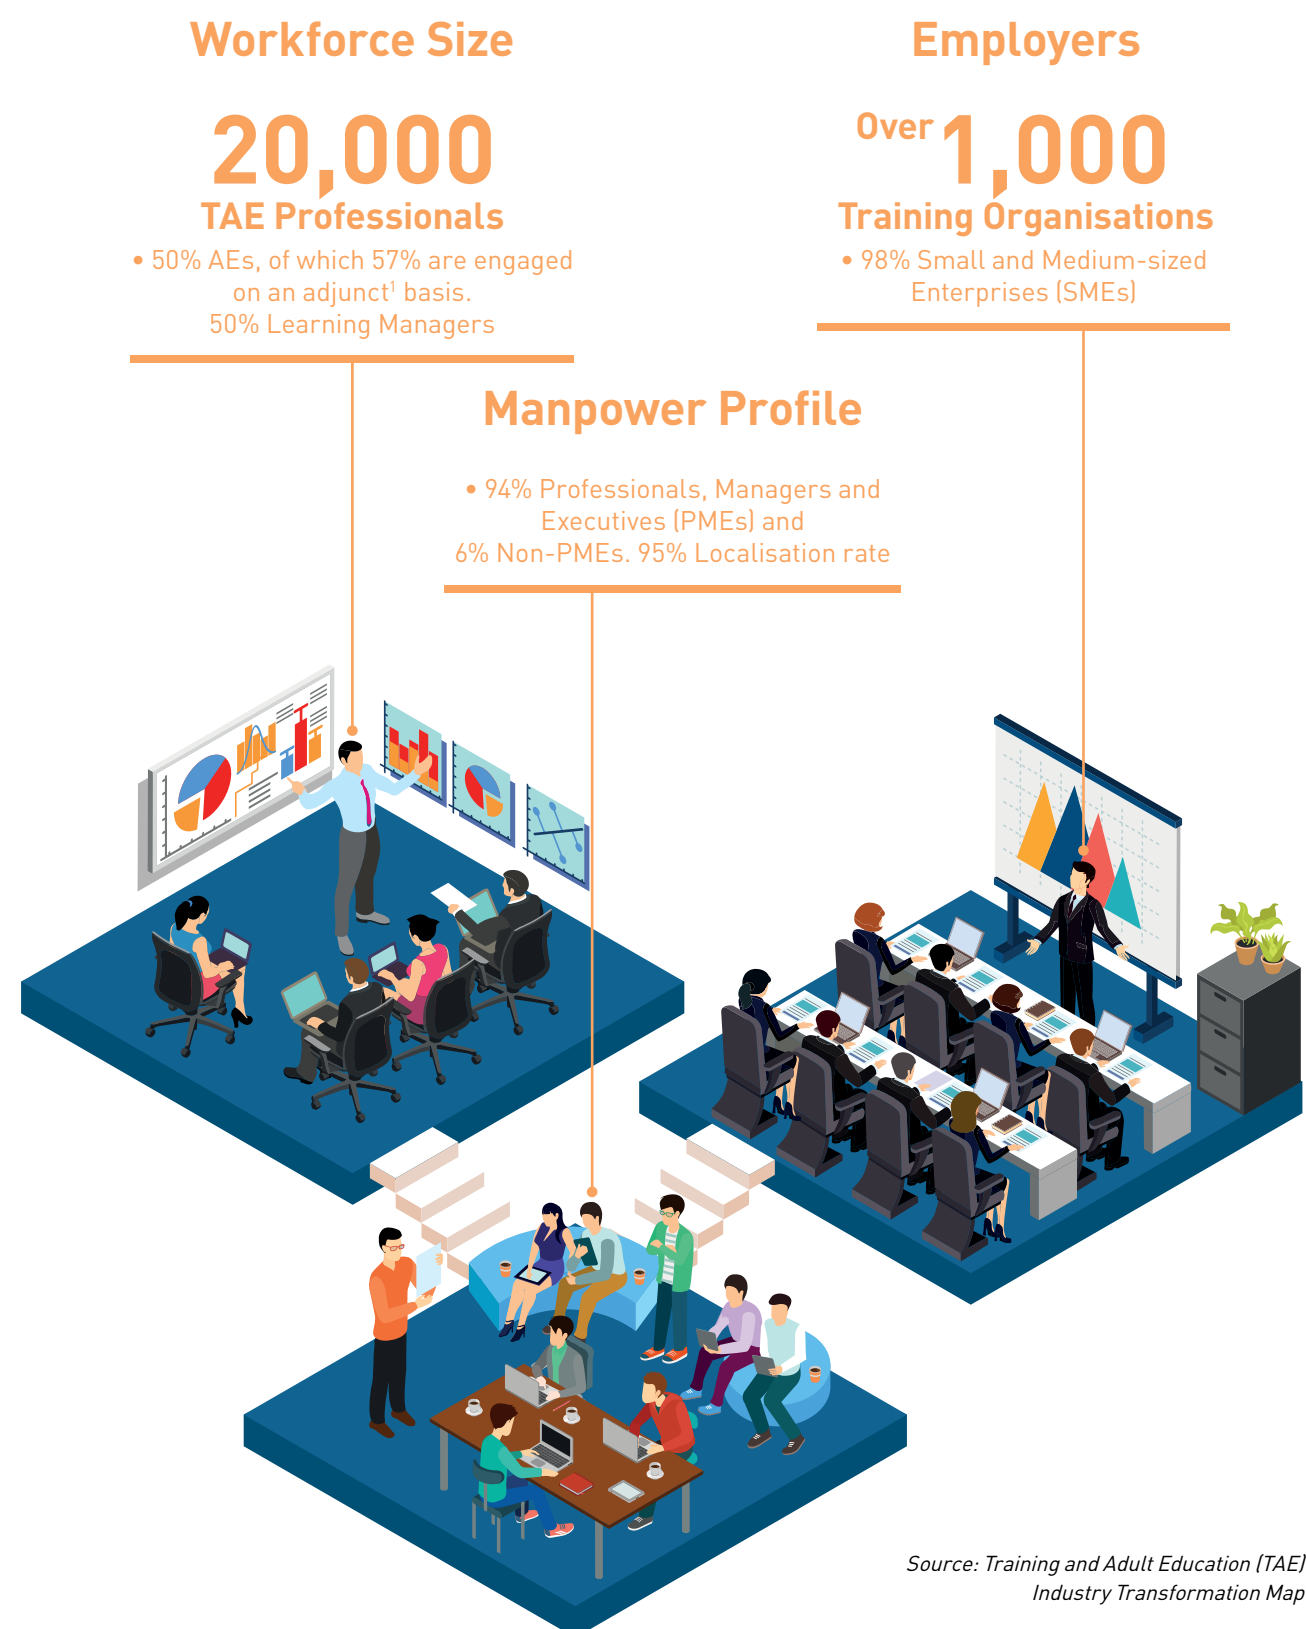 Workforce Size
20,000
TAE Professionals
• 50% AEs, of which 57% are engaged
on an adjunct¹ basis.
50% Learning Managers
Employers
Over 1,000
Training Organisations
• 98% Small and Medium-sized
Enterprises (SMEs)
Manpower Profile
• 94% Professionals, Managers and
Executives (PMEs) and
6% Non-PMEs. 95% Localisation rate
Source: Training and Adult Education (TAE)
Industry Transformation Map